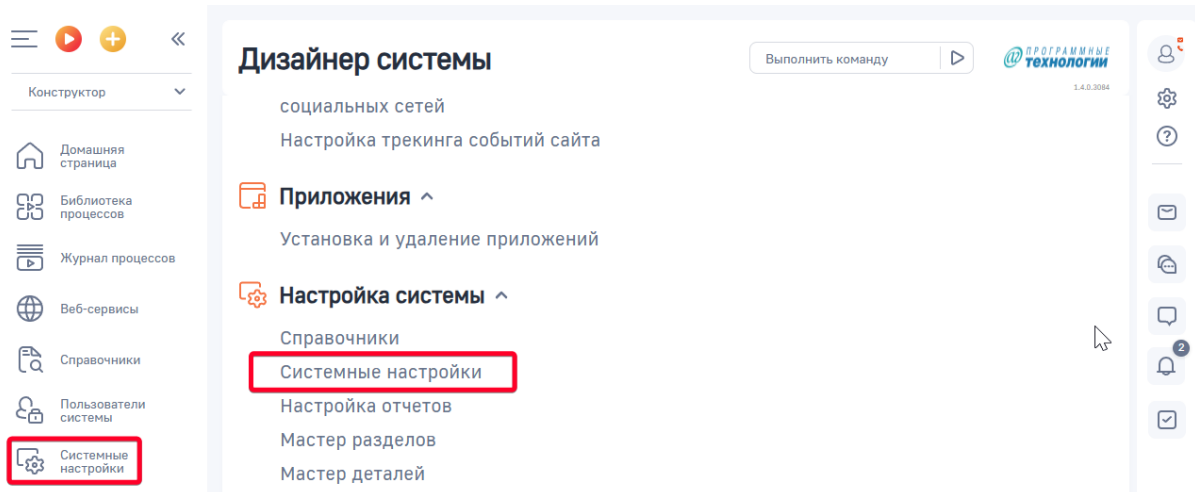 Конструктор
Домашняя
страница
Библиотека
процессов
Журнал процессов
Веб-сервисы
Справочники
Пользователи
системы
Системные
настройки
Дизайнер системы
Выполнить команду
@ ПРОГРАММНЫЕ
ТЕХНОЛОГИИ
1.4.0.3084
социальных сетей
Настройка трекинга событий сайта
Приложения
Установка и удаление приложений
Настройка системы
Справочники
Системные настройки
Настройка отчетов
Мастер разделов
Мастер деталей
2